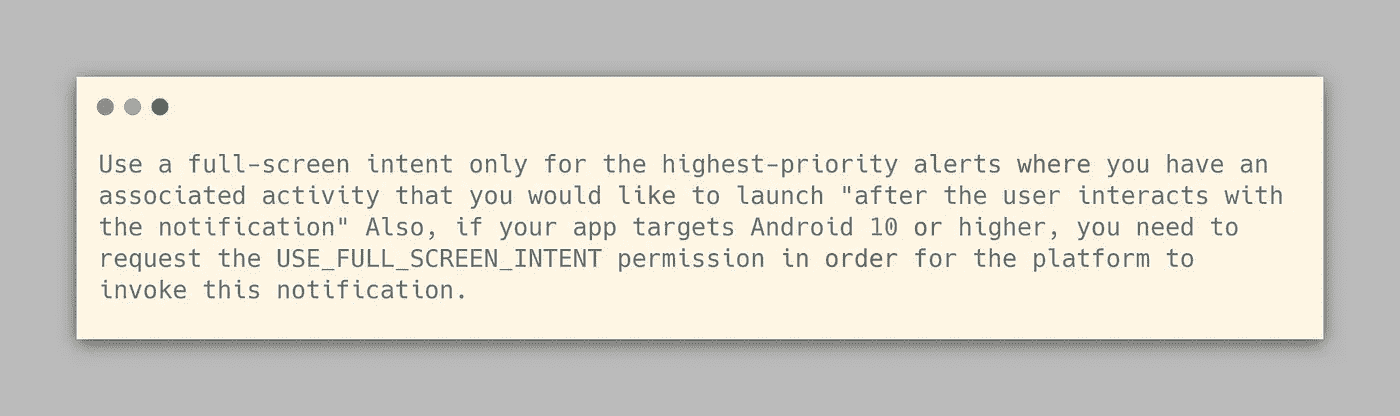 Use a full-screen intent only for the highest-priority alerts where you have an
associated activity that you would like to launch "after the user interacts with
the notification" Also, if your app targets Android 10 or higher, you need to
request the USE_FULL_SCREEN_INTENT permission in order for the platform to
invoke this notification.